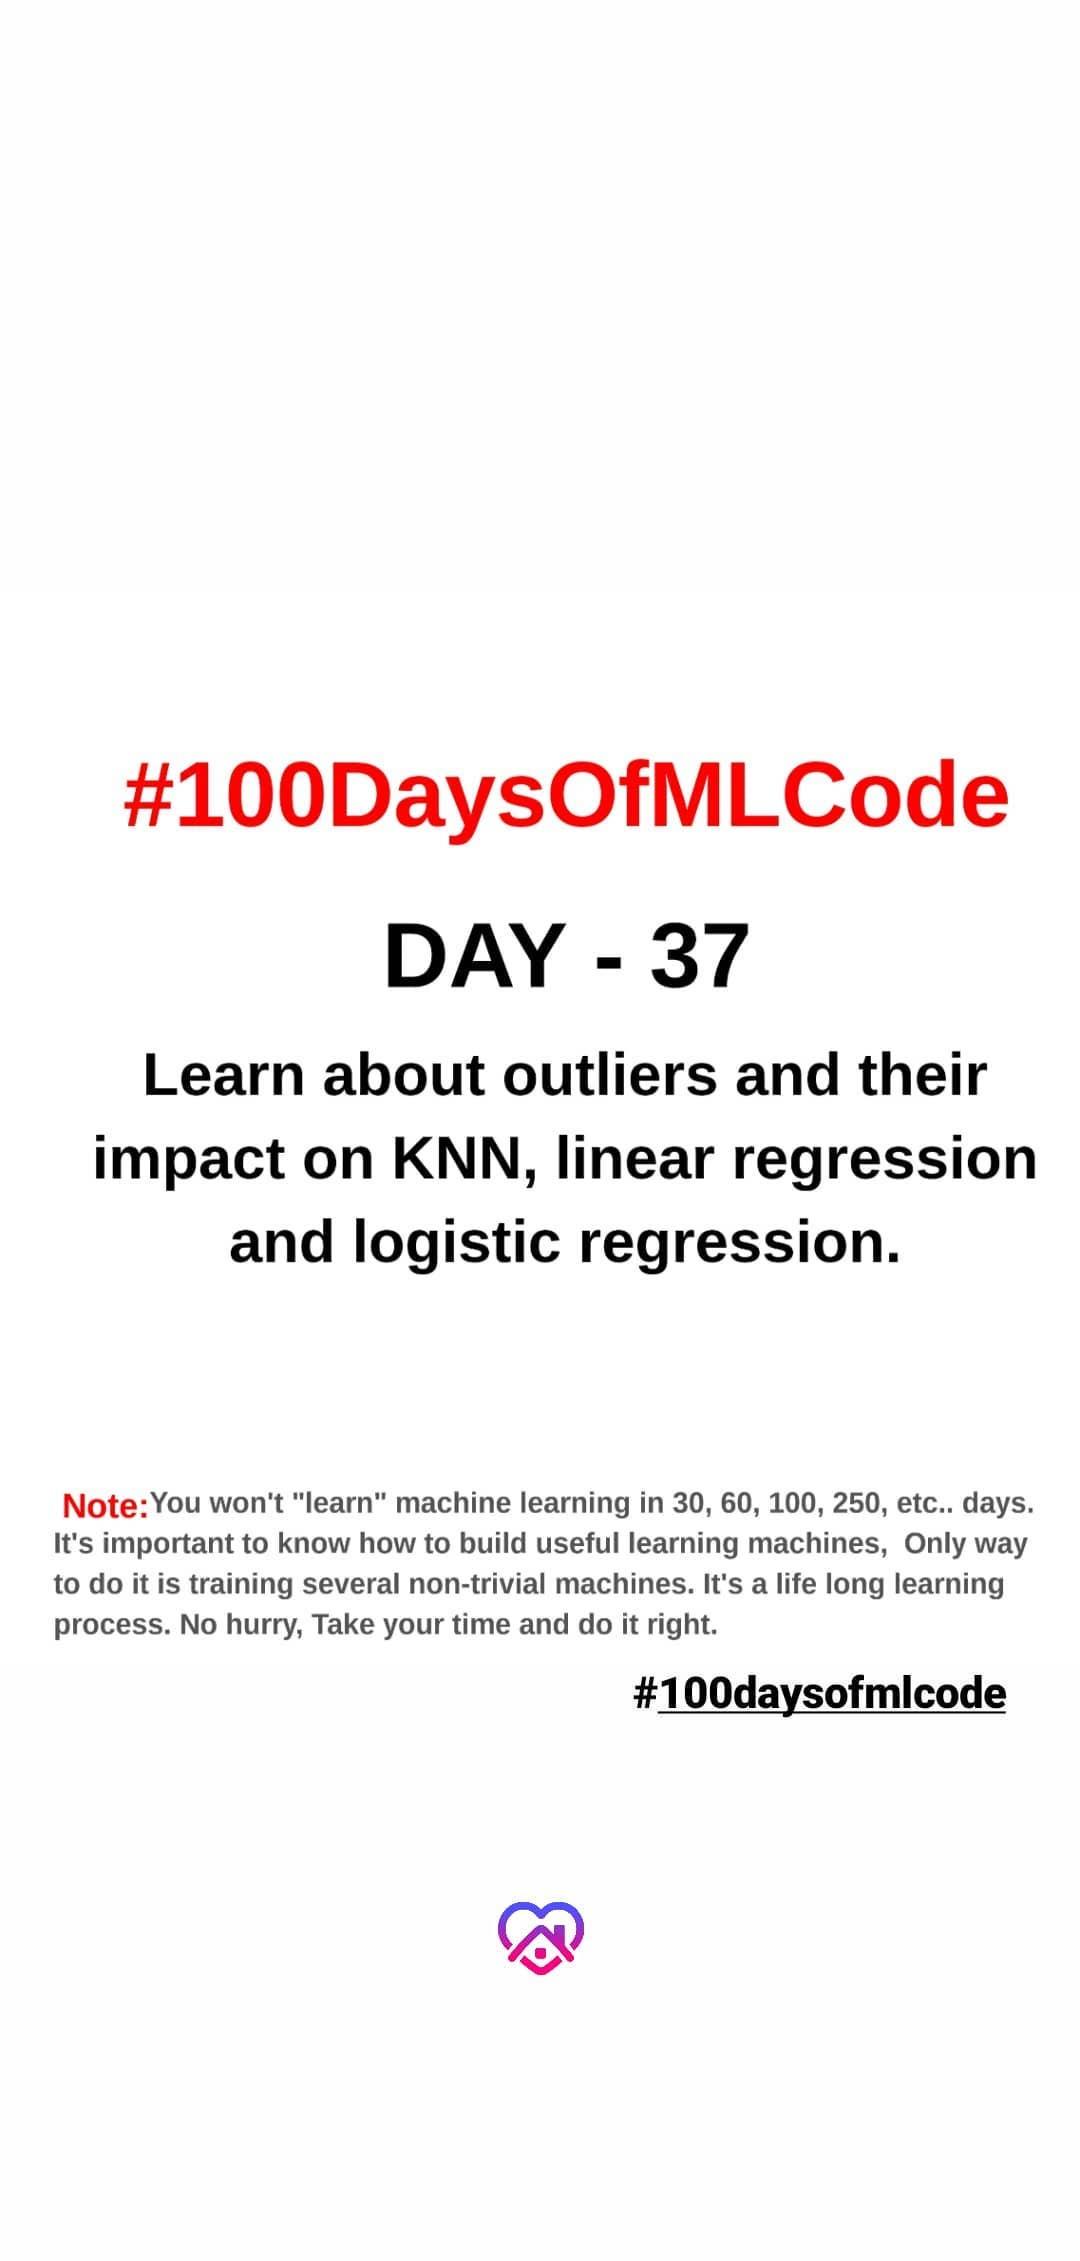 #100DaysOfMLCode
DAY - 37
Learn about outliers and their
impact on KNN, linear regression
and logistic regression.
Note:You won't "learn" machine learning in 30, 60, 100, 250, etc.. days.
It's important to know how to build useful learning machines,  Only way
to do it is training several non-trivial machines. It's a life long learning
process. No hurry, Take your time and do it right.
#100daysofmlcode